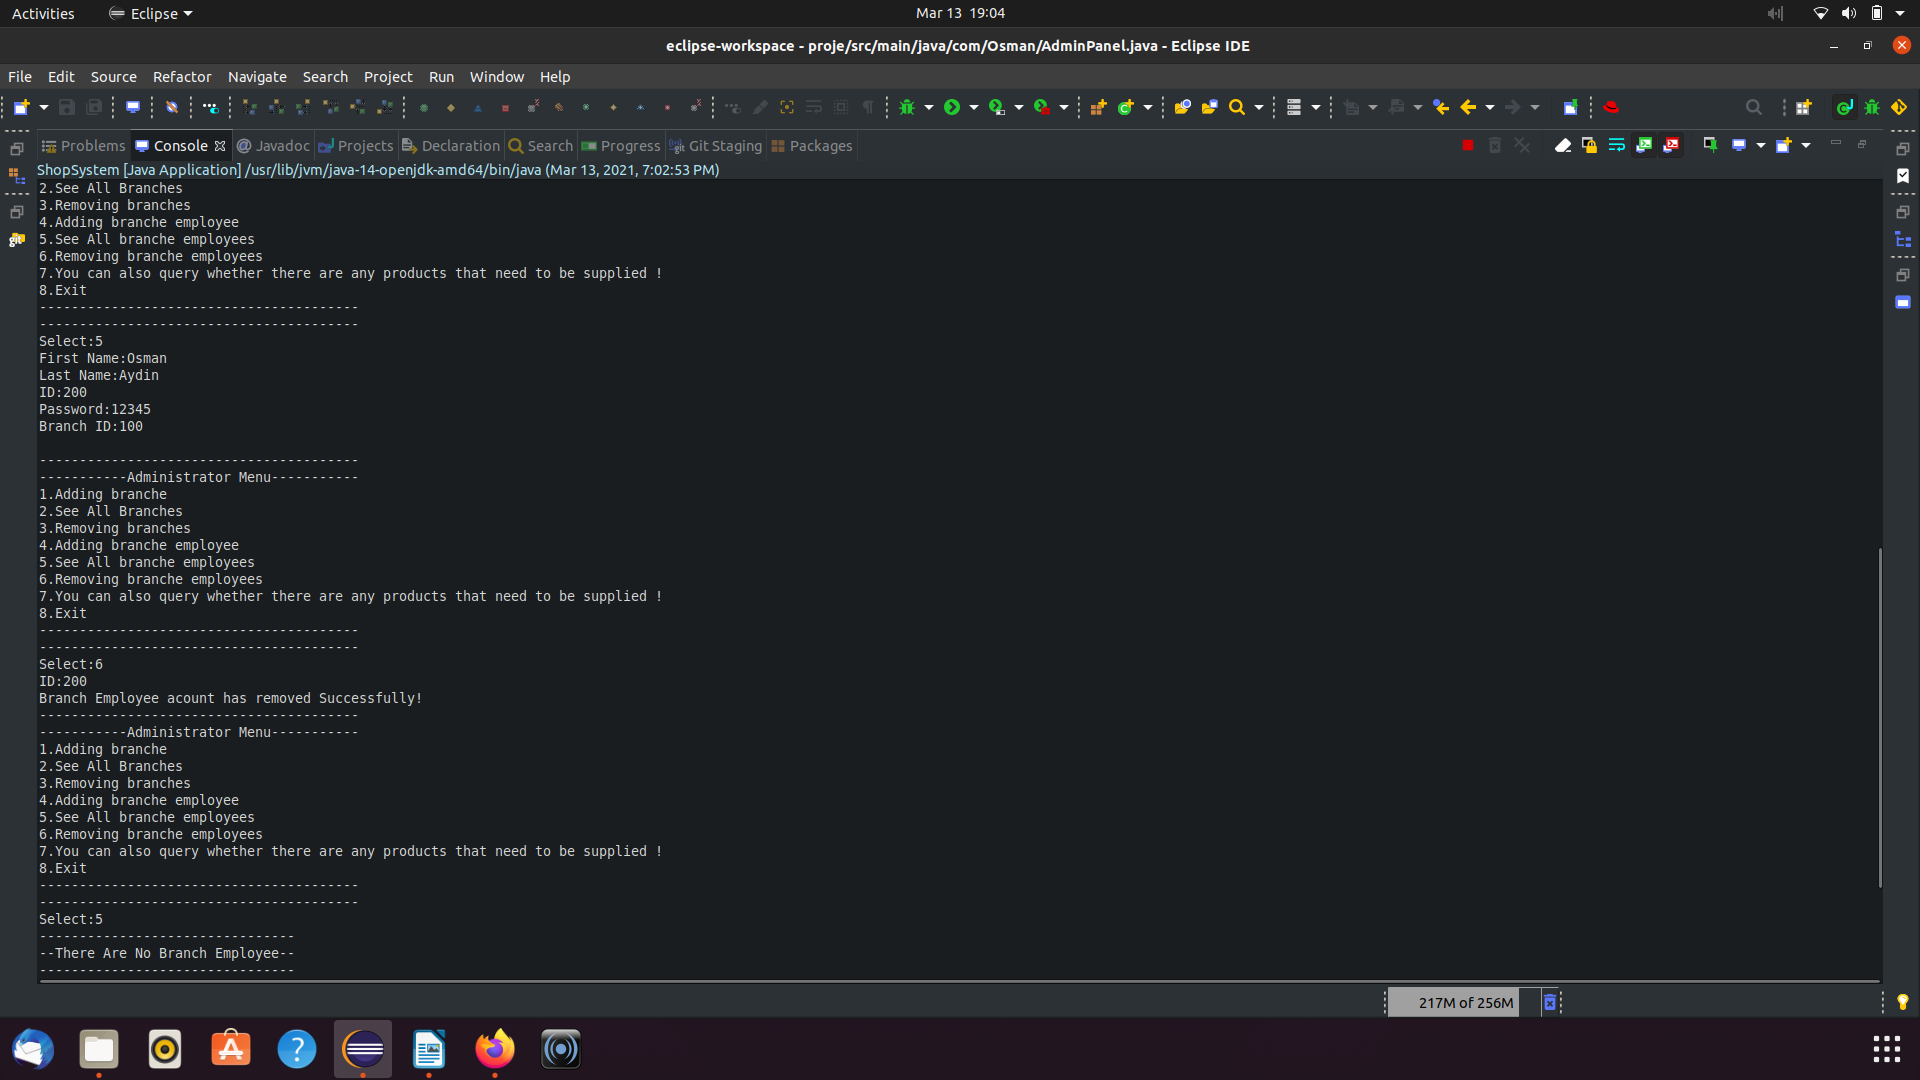 Activities Eclipse Mar 13 19:04
eclipse-workspace - proje/src/main/java/com/Osman/AdminPanel.java - Eclipse IDE
File Edit Source Refactor Navigate Search Project Run Window Help
Problems Console Javadoc Projects Declaration Search Progress Git Staging Packages
ShopSystem [Java Application] /usr/lib/jvm/java-14-openjdk-amd64/bin/java (Mar 13, 2021, 7:02:53 PM)
2.See All Branches
3.Removing branches
4.Adding branche employee
5.See All branche employees
6.Removing branche employees
7.You can also query whether there are any products that need to be supplied !
8.Exit
----------------------------------------
----------------------------------------
Select:5
First Name:Osman
Last Name:Aydin
ID:200
Password:12345
Branch ID:100
----------------------------------------
-----------Administrator Menu-----------
1.Adding branche
2.See All Branches
3.Removing branches
4.Adding branche employee
5.See All branche employees
6.Removing branche employees
7.You can also query whether there are any products that need to be supplied !
8.Exit
----------------------------------------
----------------------------------------
Select:6
ID:200
Branch Employee acount has removed Successfully!
----------------------------------------
-----------Administrator Menu-----------
1.Adding branche
2.See All Branches
3.Removing branches
4.Adding branche employee
5.See All branche employees
6.Removing branche employees
7.You can also query whether there are any products that need to be supplied !
8.Exit
----------------------------------------
----------------------------------------
Select:5
--------------------------------
--There Are No Branch Employee--
--------------------------------
217M of 256M